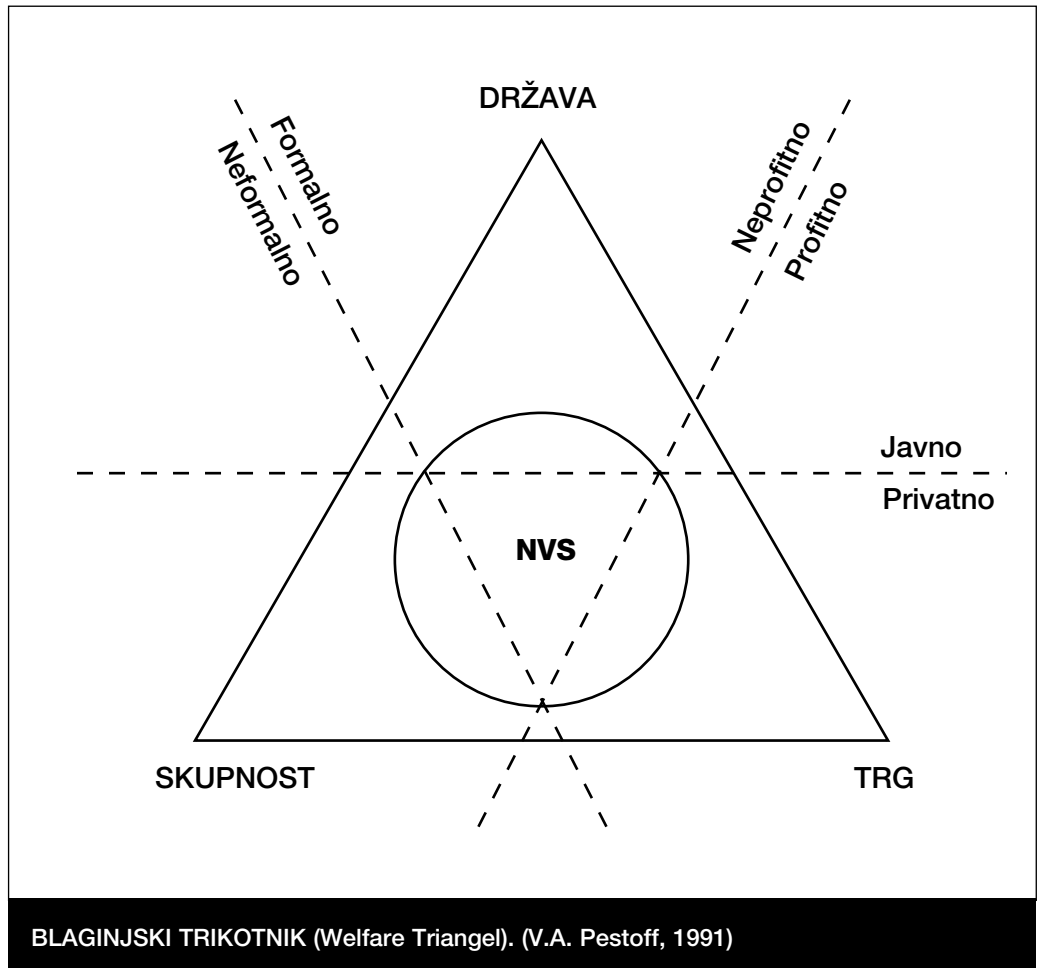 DRŽAVA
Formalno
Neformalno
Neprofitno
Profitno
Javno
Privatno
NVS
SKUPNOST
TRG
BLAGINJSKI TRIKOTNIK (Welfare Triangel). (V.A. Pestoff, 1991)